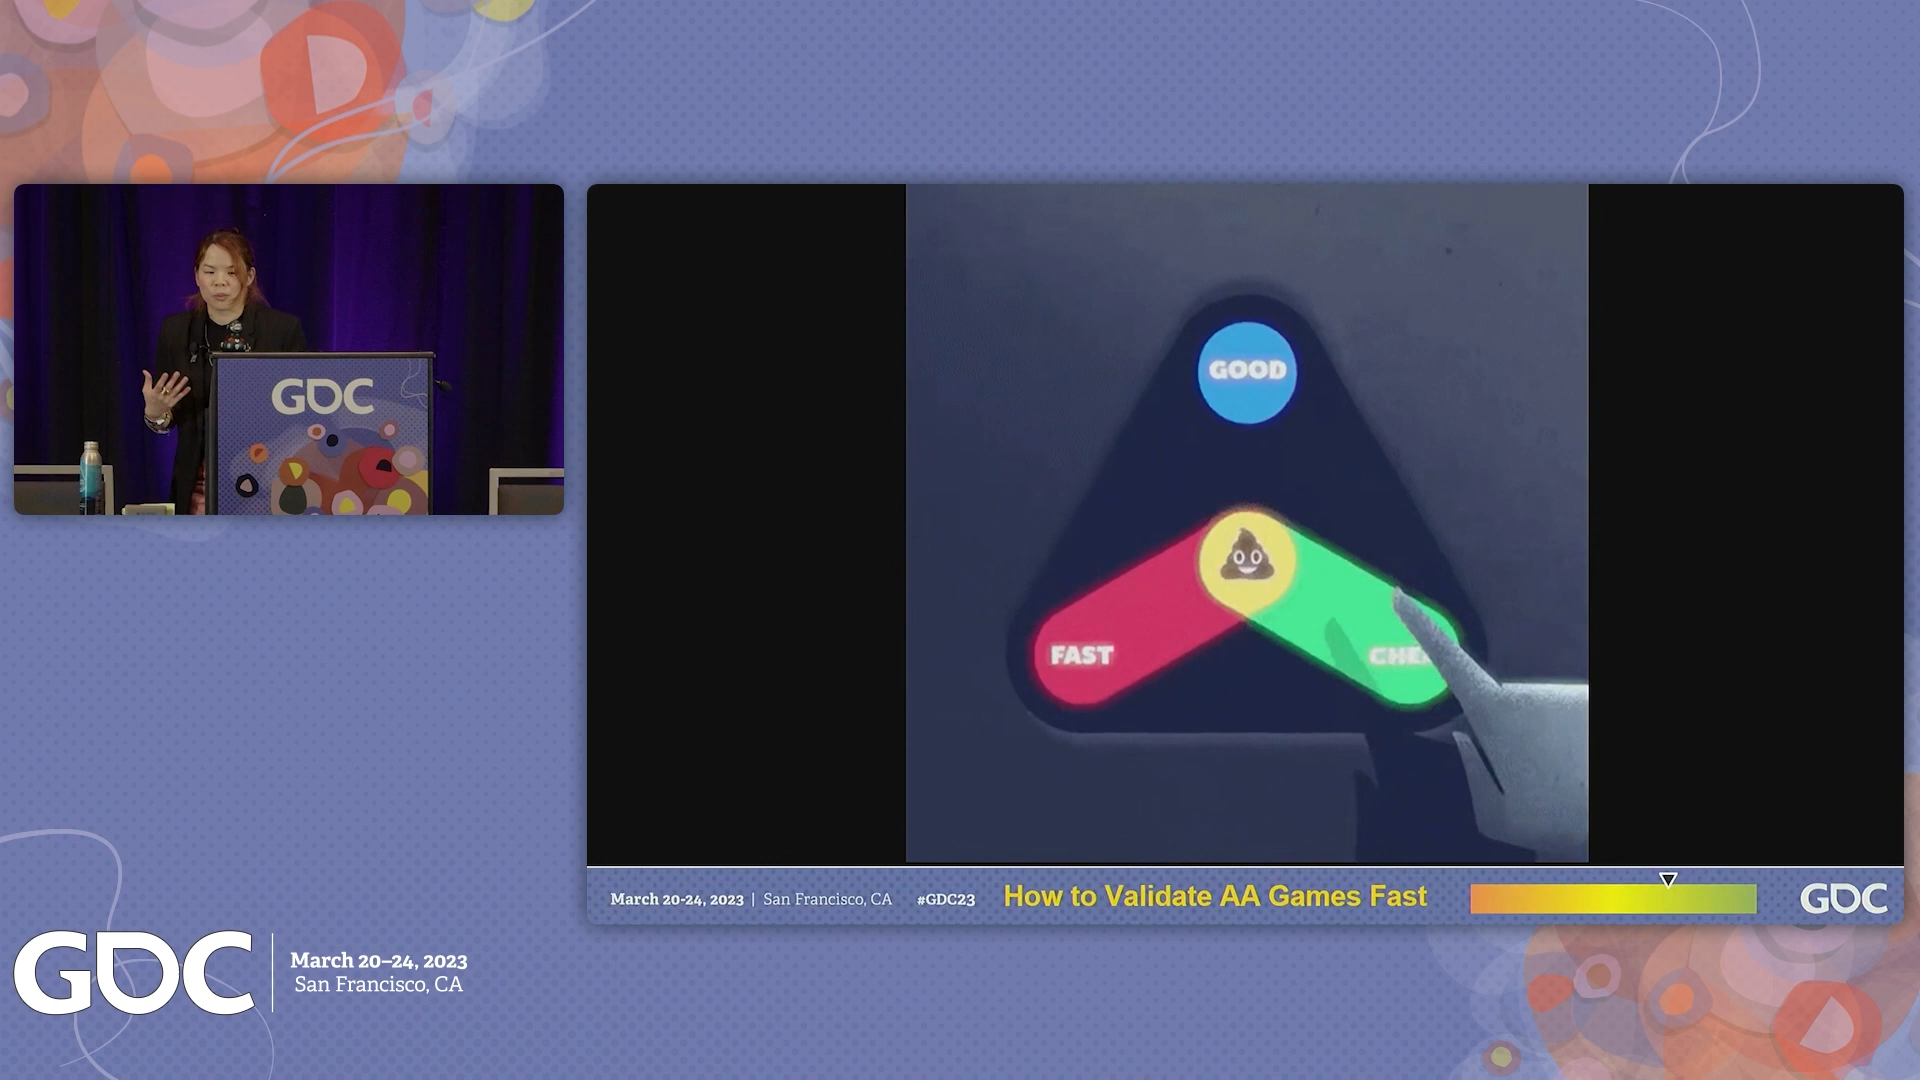 GDC
GOOD
FAST
March 20-24, 2023 | San Francisco, CA #GDC23 How to Validate AA Games Fast GDC
GDC
March 20–24, 2023
San Francisco, CA